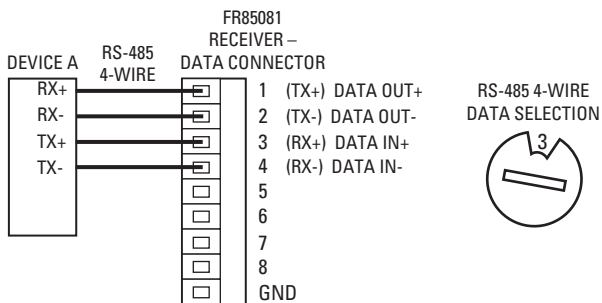 FR85081
RECEIVER –
DATA CONNECTOR
DEVICE A
RS-485
4-WIRE
RX+
RX-
TX+
TX-
1 (TX+) DATA OUT+
2 (TX-) DATA OUT-
3 (RX+) DATA IN+
4 (RX-) DATA IN-
5
6
7
8
GND
RS-485 4-WIRE
DATA SELECTION
3